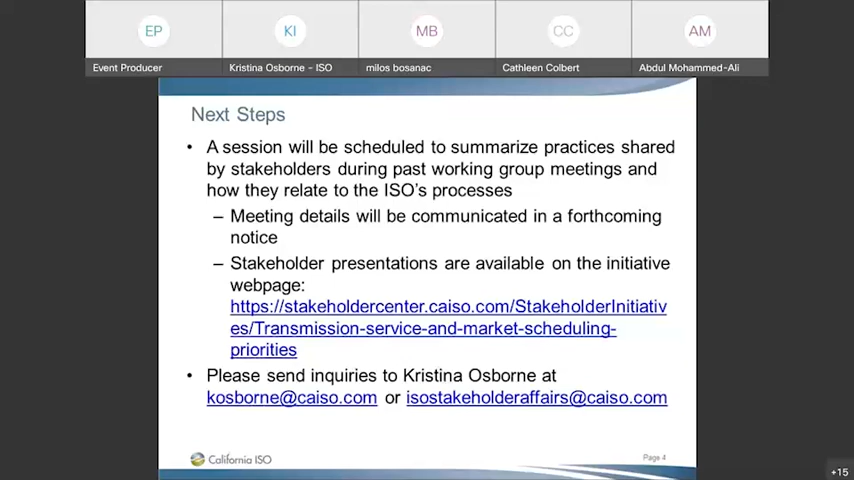 EP
KI
MB
CC
AM
Event Producer
Kristina Osborne - ISO
milos bosanac
Cathleen Colbert
Abdul Mohammed-Ali
Next Steps
• A session will be scheduled to summarize practices shared
by stakeholders during past working group meetings and
how they relate to the ISO's processes
– Meeting details will be communicated in a forthcoming
notice
– Stakeholder presentations are available on the initiative
webpage:
https://stakeholdercenter.caiso.com/StakeholderInitiativ
es/Transmission-service-and-market-scheduling-
priorities
• Please send inquiries to Kristina Osborne at
kosborne@caiso.com or isostakeholderaffairs@caiso.com
California ISO
Page 4
+15